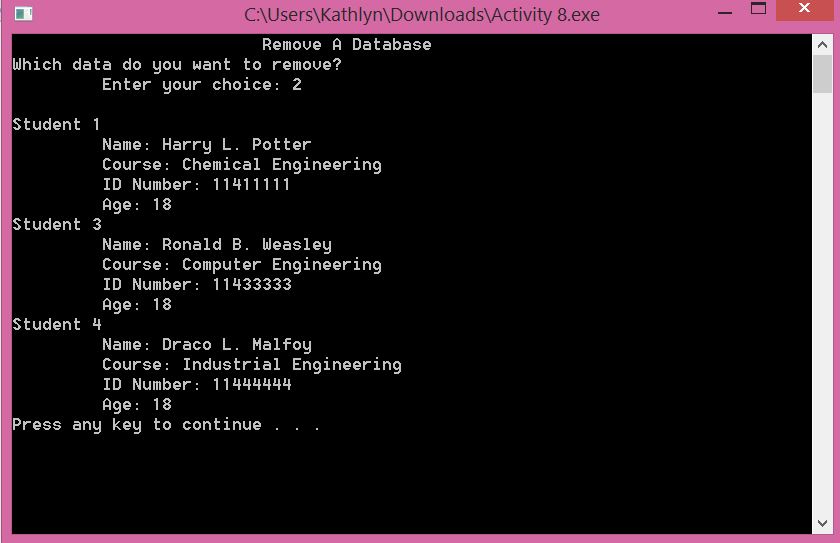 C:\Users\Kathlyn\Downloads\Activity 8.exe
Remove A Database
Which data do you want to remove?
Enter your choice: 2
Student 1
Name: Harry L. Potter
Course: Chemical Engineering
ID Number: 11411111
Age: 18
Student 3
Name: Ronald B. Weasley
Course: Computer Engineering
ID Number: 11433333
Age: 18
Student 4
Name: Draco L. Malfoy
Course: Industrial Engineering
ID Number: 11444444
Age: 18
Press any key to continue . . .